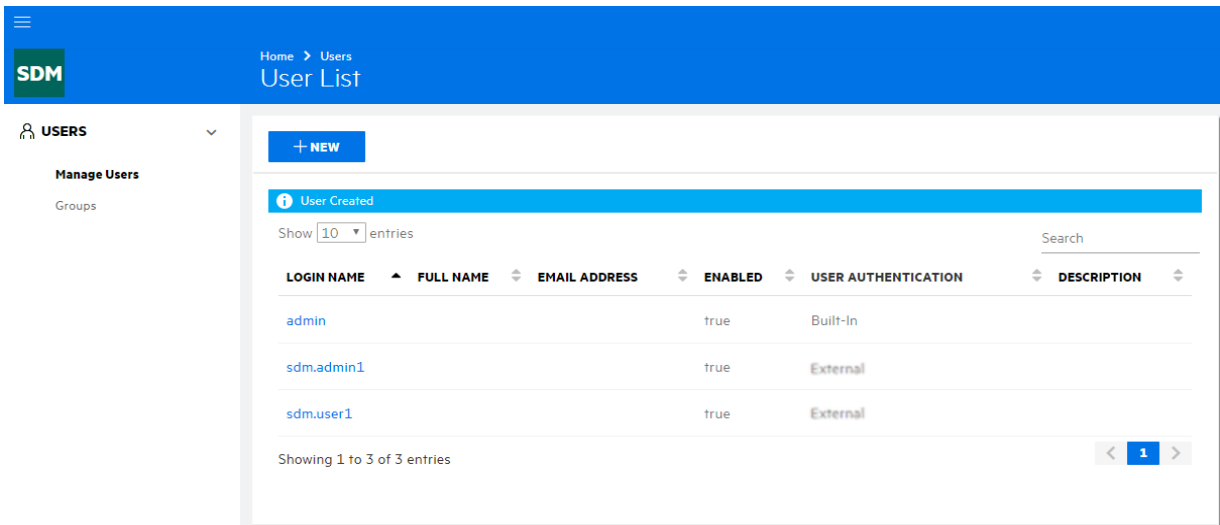 SDM
Home > Users
User List
USERS
Manage Users
Groups
+ NEW
i User Created
Show 10 entries
Search
LOGIN NAME FULL NAME EMAIL ADDRESS ENABLED USER AUTHENTICATION DESCRIPTION
admin true Built-In
sdm.admin1 true External
sdm.user1 true External
Showing 1 to 3 of 3 entries
< 1 >